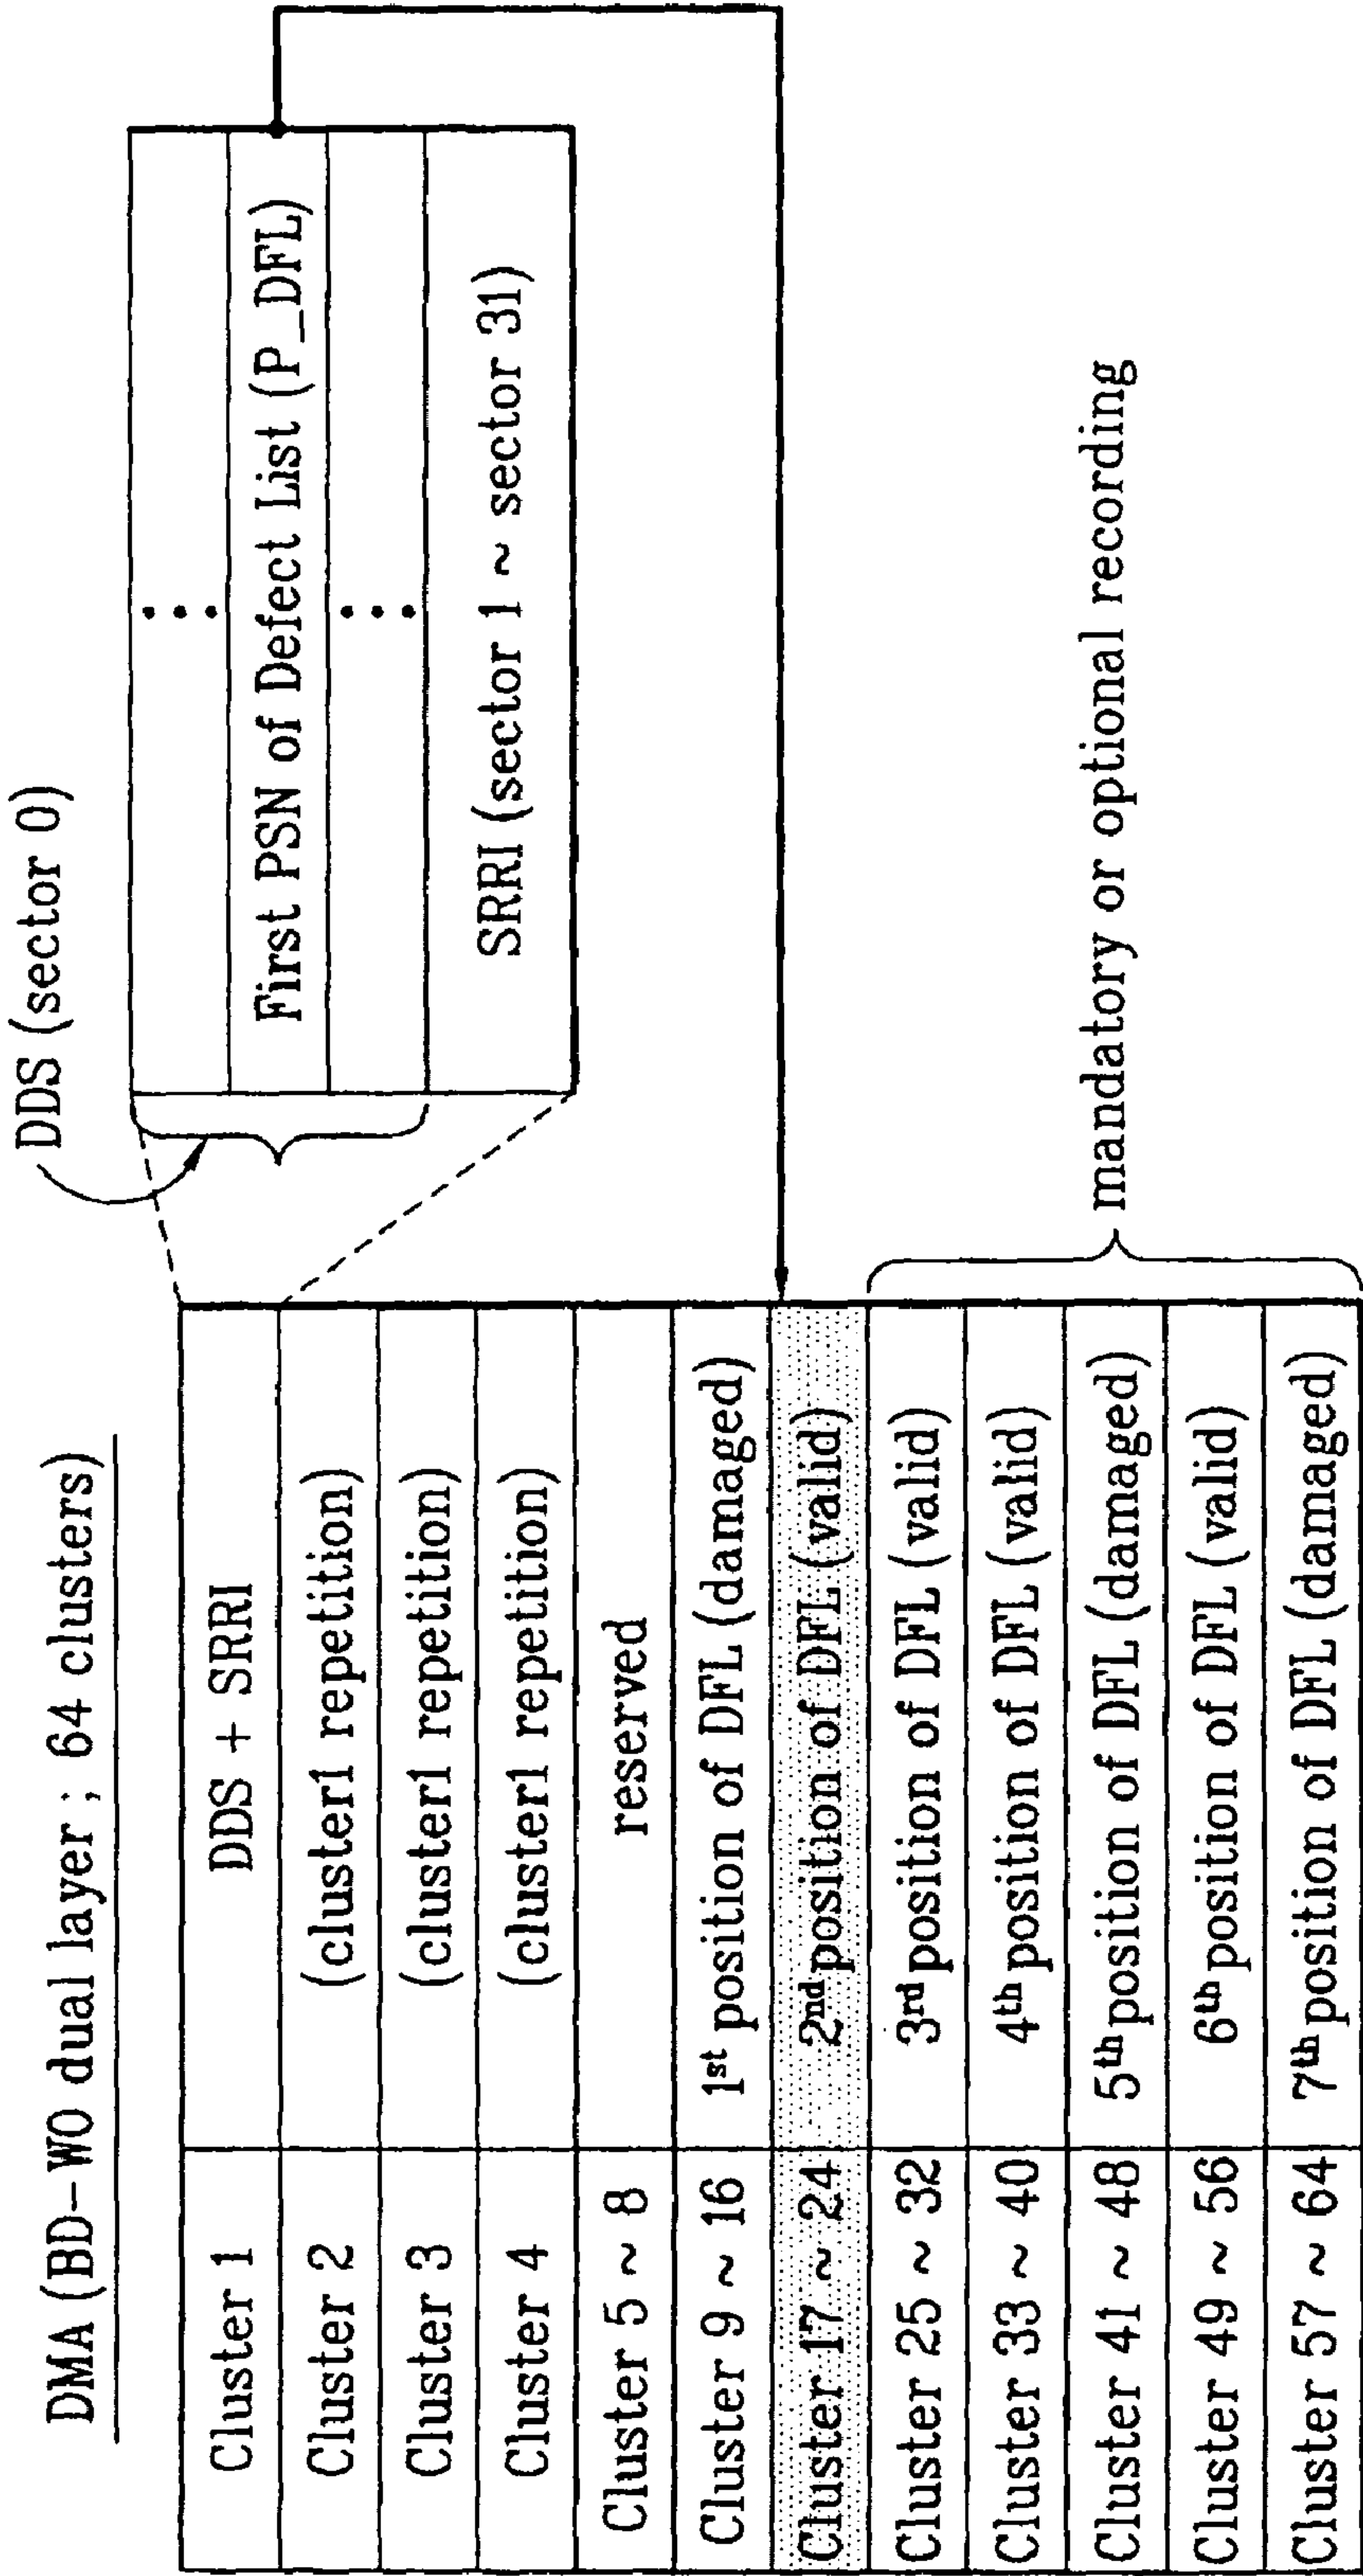 DMA (BD-WO dual layer ; 64 clusters)
Cluster 1 DDS + SRRI
Cluster 2 (cluster1 repetition)
Cluster 3 (cluster1 repetition)
Cluster 4 (cluster1 repetition)
Cluster 5 ~ 8 reserved
Cluster 9 ~ 16 1st position of DFL (damaged)
Cluster 17 ~ 24 2nd position of DFL (valid)
Cluster 25 ~ 32 3rd position of DFL (valid)
Cluster 33 ~ 40 4th position of DFL (valid)
Cluster 41 ~ 48 5th position of DFL (damaged)
Cluster 49 ~ 56 6th position of DFL (valid)
Cluster 57 ~ 64 7th position of DFL (damaged)
DDS (sector 0)
First PSN of Defect List (P_DFL)
SRRI (sector 1 ~ sector 31)
mandatory or optional recording